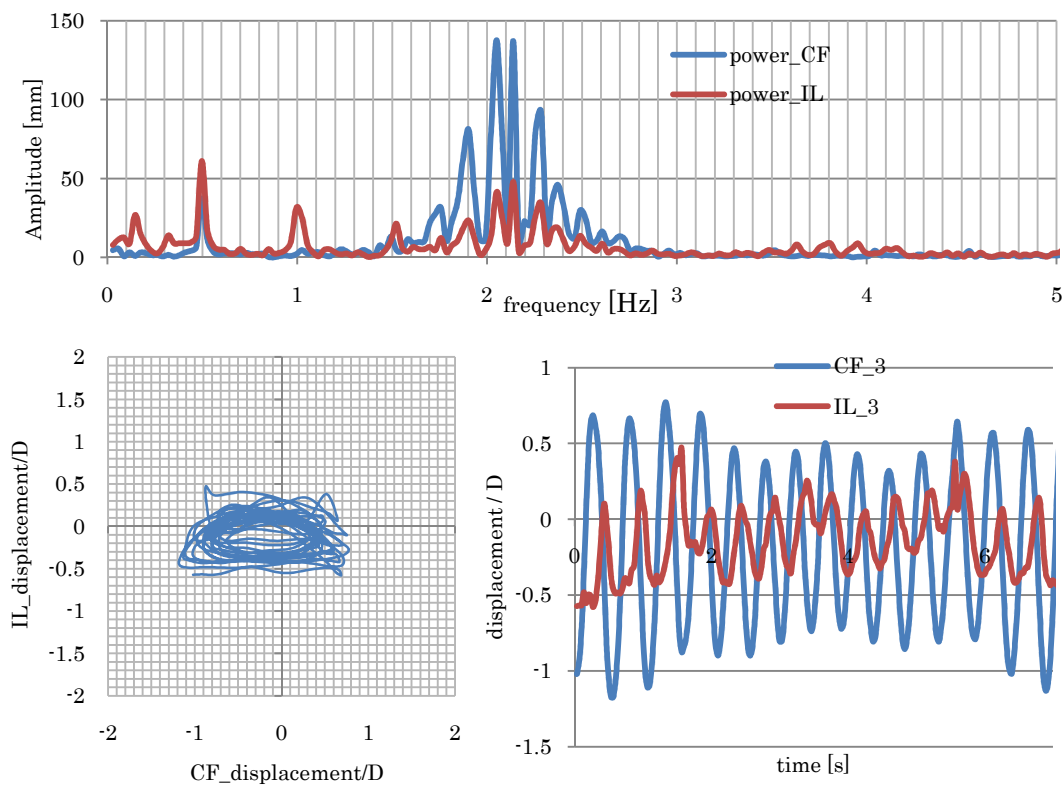 150
100
50
0
Amplitude [mm]
power_CF
power_IL
0 1 2 3 4 5
frequency [Hz]
2
1.5
1
0.5
0
-0.5
-1
-1.5
-2
IL_displacement/D
-2 -1 0 1 2
CF_displacement/D
1
0.5
0
-0.5
-1
-1.5
displacement / D
CF_3
IL_3
0 2 4 6
time [s]